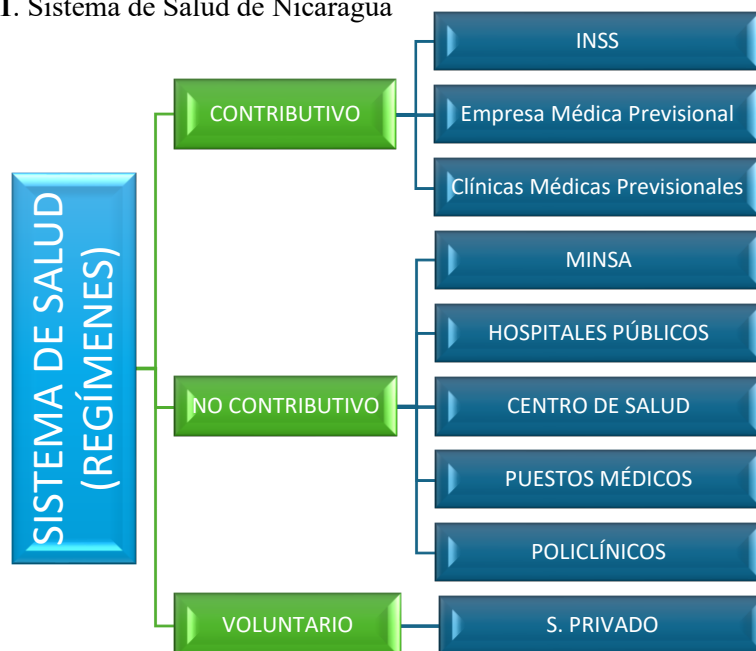 1. Sistema de Salud de Nicaragua
SISTEMA DE SALUD
(REGÍMENES)
CONTRIBUTIVO
INSS
Empresa Médica Previsional
Clínicas Médicas Previsionales
NO CONTRIBUTIVO
MINSA
HOSPITALES PÚBLICOS
CENTRO DE SALUD
PUESTOS MÉDICOS
POLICLÍNICOS
VOLUNTARIO
S. PRIVADO